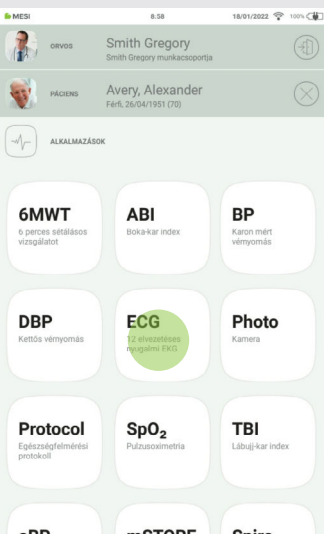 MESI 8.58 18/01/2022 100%
ORVOS Smith Gregory
Smith Gregory munkacsoportja
PÁCIENS Avery, Alexander
Férfi, 26/04/1951 (70)
ALKALMAZÁSOK
6MWT
6 perces sétálásos
vizsgálatot
ABI
Boka-kar index
BP
Karon mért
vérnyomás
DBP
Kettős vérnyomás
ECG
12 elvezetéses
nyugalmi EKG
Photo
Kamera
Protocol
Egészségfelmérési
protokoll
SpO₂
Pulzusoximetria
TBI
Lábujj-kar index
mSTORE
Spiro